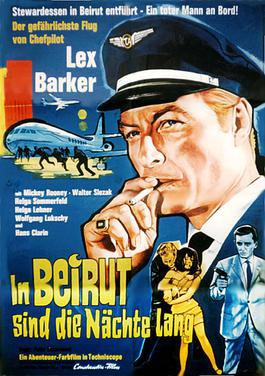 Stewardessen in Beirut entführt - Ein toter Mann an Bord!
Der gefährlichste Flug
von Chefpilot
Lex
Barker
mit Mickey Rooney - Walter Slezak
Helga Sommerfeld
Helga Lehner
Wolfgang Lukschy
und
Hans Clarin
In BEIRUT
sind die Nächte lang
Ein Abenteuer-Farbfilm in Techniscope
Constantin-Film